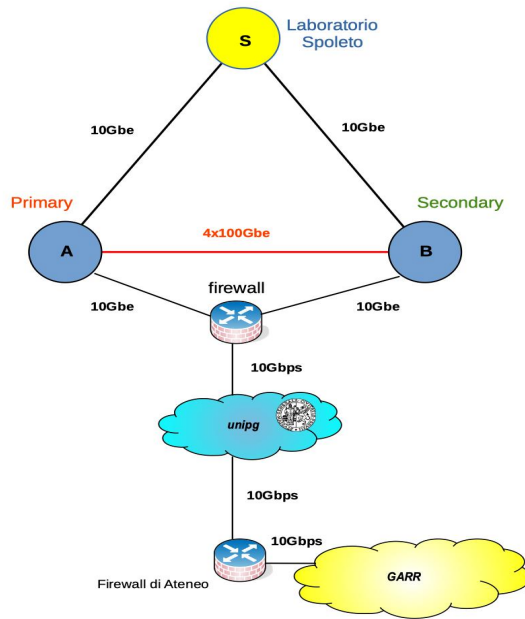 S
Laboratorio
Spoleto
10Gbe
10Gbe
Primary
Secondary
A
4x100Gbe
B
10Gbe
firewall
10Gbe
10Gbps
unipg
10Gbps
10Gbps
Firewall di Ateneo
GARR